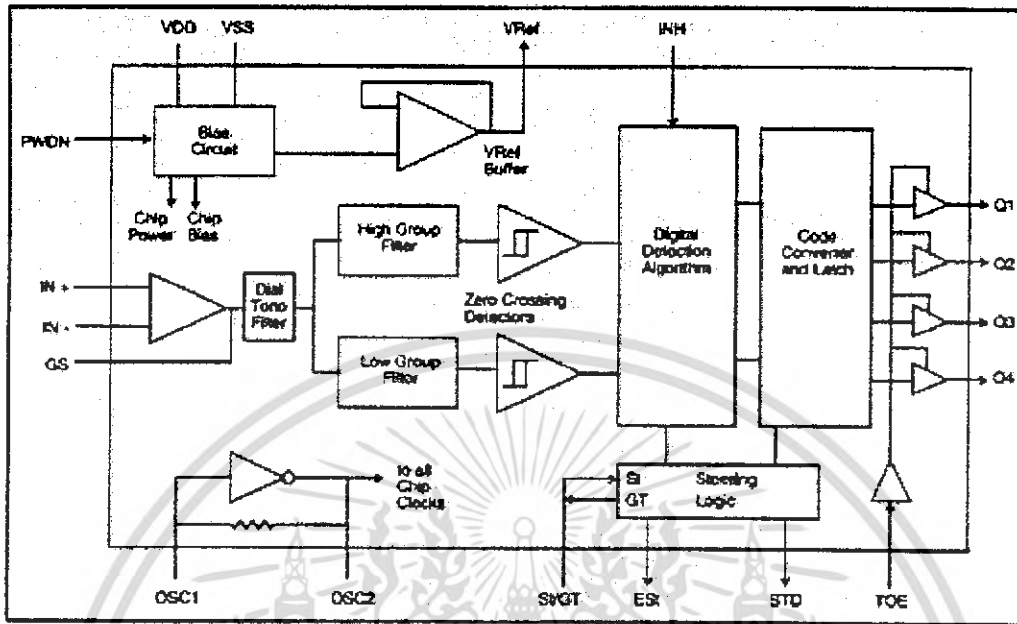 VDD VSS VRef INH
PWDN
Bias
Circuit
VRef
Buffer
Chip
Power
Chip
Bias
High Group
Filter
Digital
Detection
Algorithm
Code
Converter
and Latch
Q1
Q2
Q3
Q4
IN +
IN -
GS
Dial
Tone
Filter
Zero Crossing
Detectors
Low Group
Filter
to all
Chip
Clocks
St
GT
Steering
Logic
OSC1 OSC2 St/GT ESt STD TOE